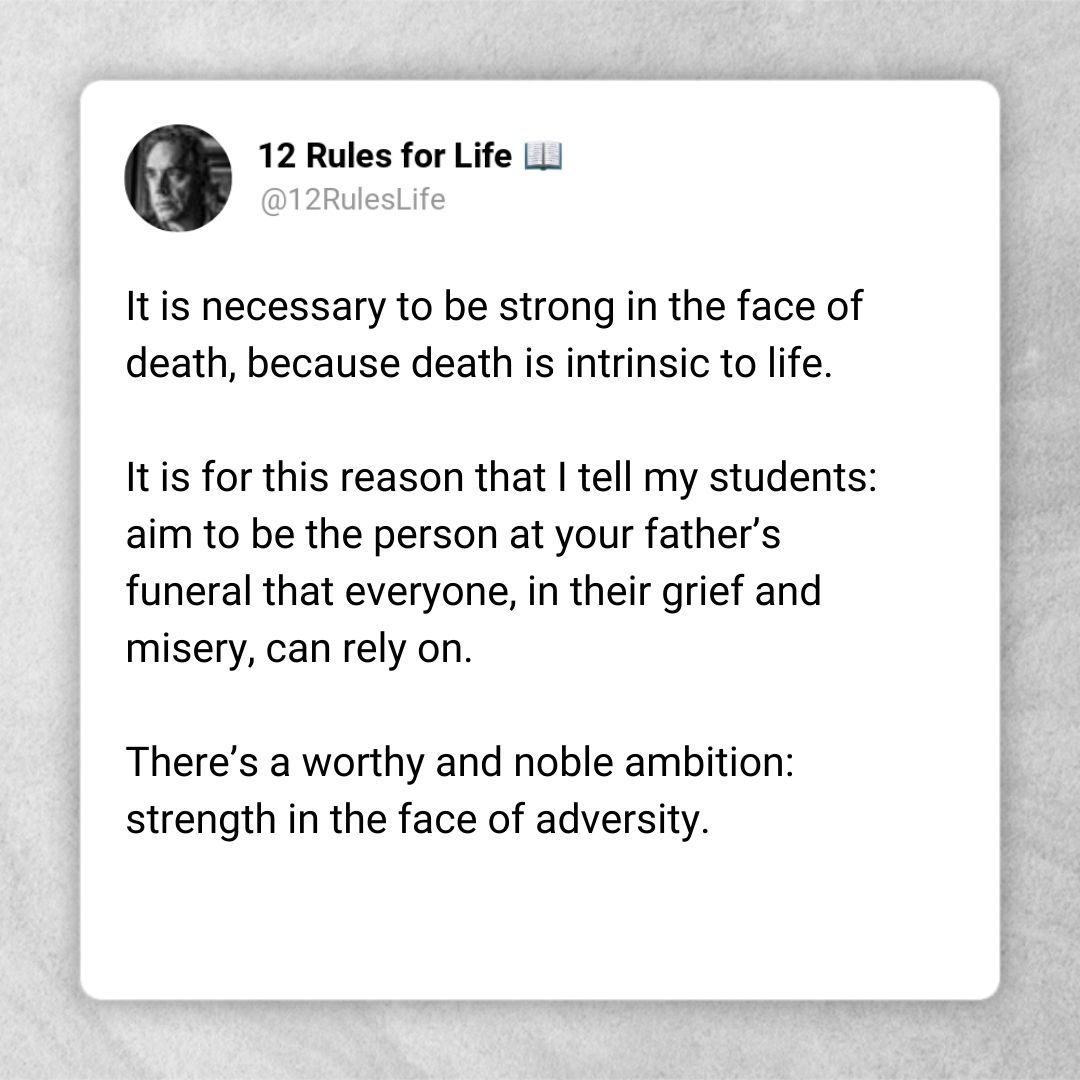 12 Rules for Life 📖
@12RulesLife
It is necessary to be strong in the face of
death, because death is intrinsic to life.
It is for this reason that I tell my students:
aim to be the person at your father’s
funeral that everyone, in their grief and
misery, can rely on.
There’s a worthy and noble ambition:
strength in the face of adversity.